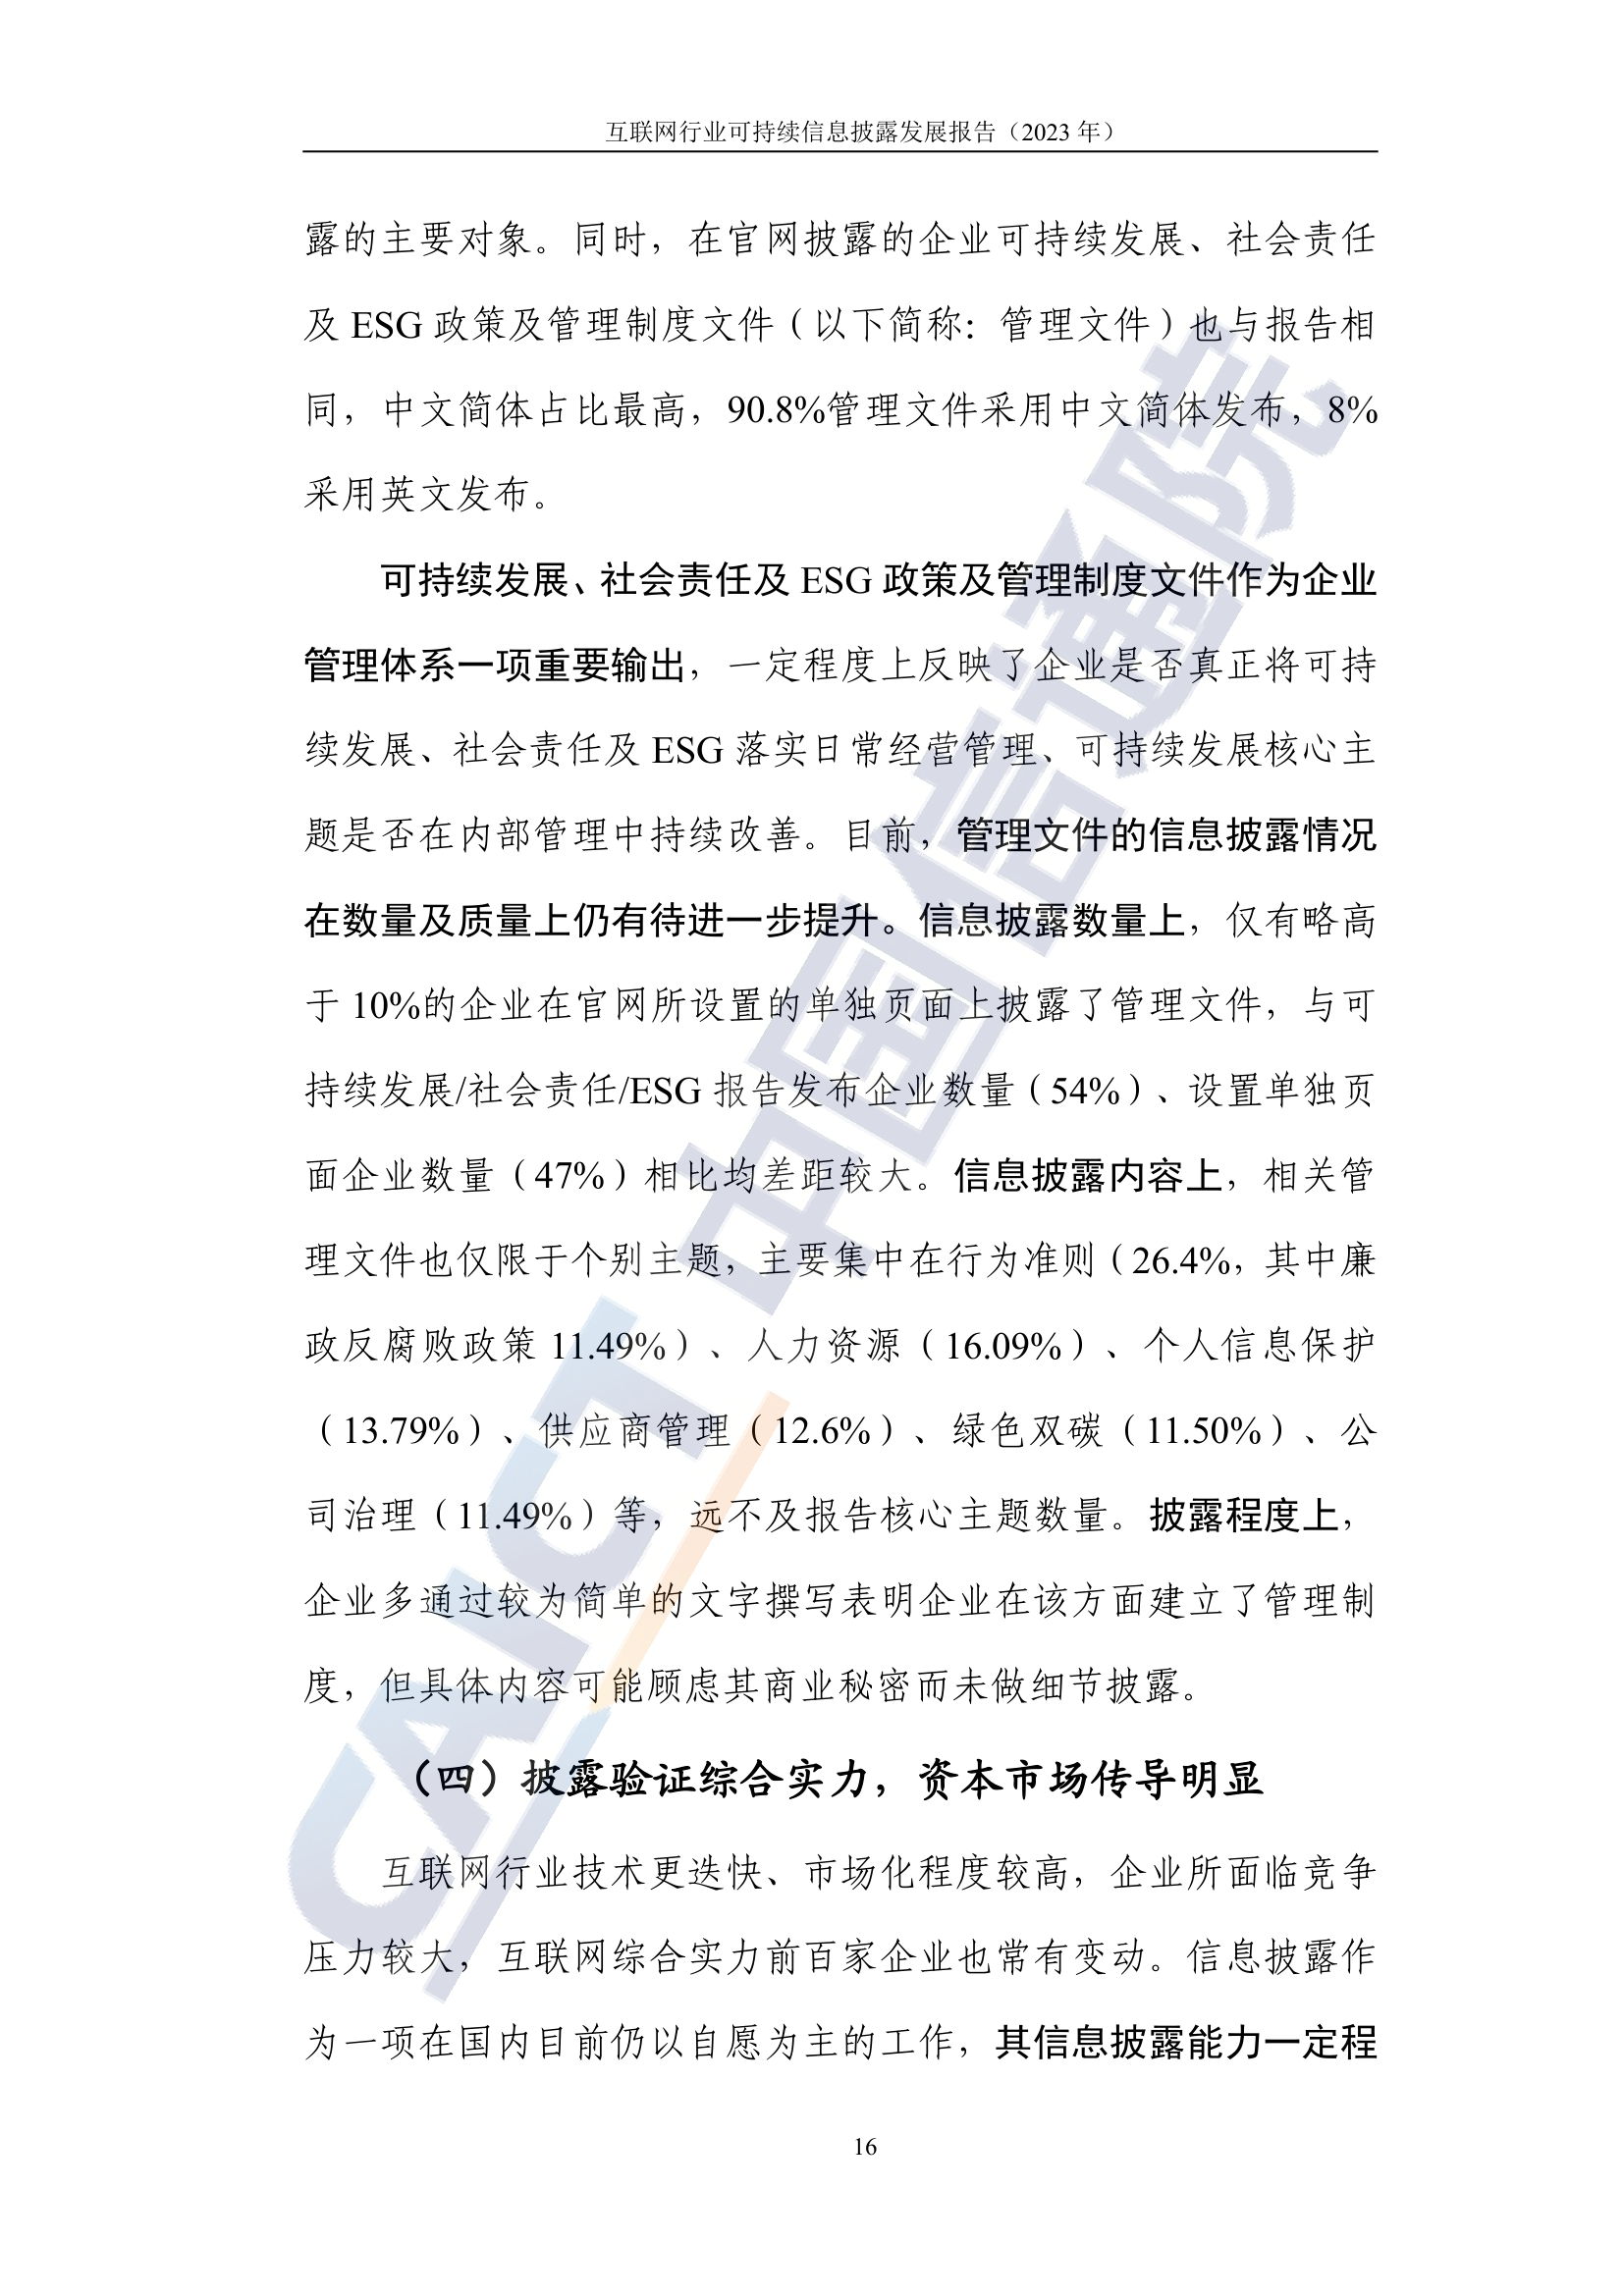 互联网行业可持续信息披露发展报告（2023 年）
露的主要对象。同时，在官网披露的企业可持续发展、社会责任
及 ESG 政策及管理制度文件（以下简称：管理文件）也与报告相
同，中文简体占比最高，90.8%管理文件采用中文简体发布，8%
采用英文发布。
可持续发展、社会责任及 ESG 政策及管理制度文件作为企业
管理体系一项重要输出，一定程度上反映了企业是否真正将可持
续发展、社会责任及 ESG 落实日常经营管理、可持续发展核心主
题是否在内部管理中持续改善。目前，管理文件的信息披露情况
在数量及质量上仍有待进一步提升。信息披露数量上，仅有略高
于 10%的企业在官网所设置的单独页面上披露了管理文件，与可
持续发展/社会责任/ESG 报告发布企业数量（54%）、设置单独页
面企业数量（47%）相比均差距较大。信息披露内容上，相关管
理文件也仅限于个别主题，主要集中在行为准则（26.4%，其中廉
政反腐败政策 11.49%）、人力资源（16.09%）、个人信息保护
（13.79%）、供应商管理（12.6%）、绿色双碳（11.50%）、公
司治理（11.49%）等，远不及报告核心主题数量。披露程度上，
企业多通过较为简单的文字撰写表明企业在该方面建立了管理制
度，但具体内容可能顾虑其商业秘密而未做细节披露。
（四）披露验证综合实力，资本市场传导明显
互联网行业技术更迭快、市场化程度较高，企业所面临竞争
压力较大，互联网综合实力前百家企业也常有变动。信息披露作
为一项在国内目前仍以自愿为主的工作，其信息披露能力一定程
16
CAICT 中国信通院